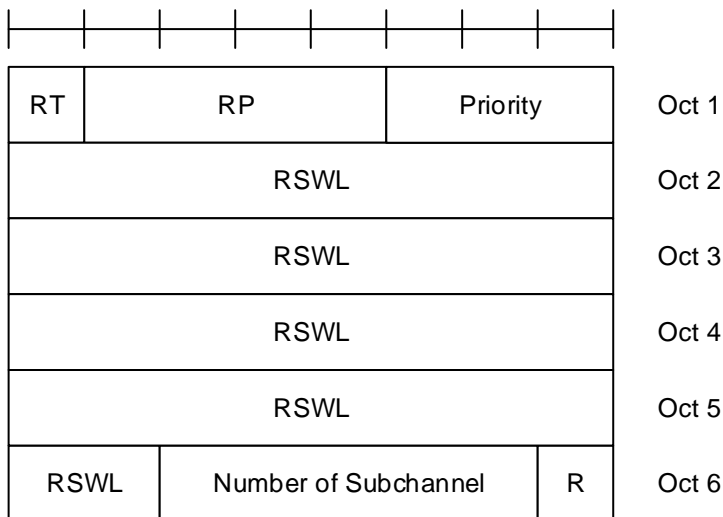 RT RP Priority Oct 1
RSWL Oct 2
RSWL Oct 3
RSWL Oct 4
RSWL Oct 5
RSWL Number of Subchannel R Oct 6